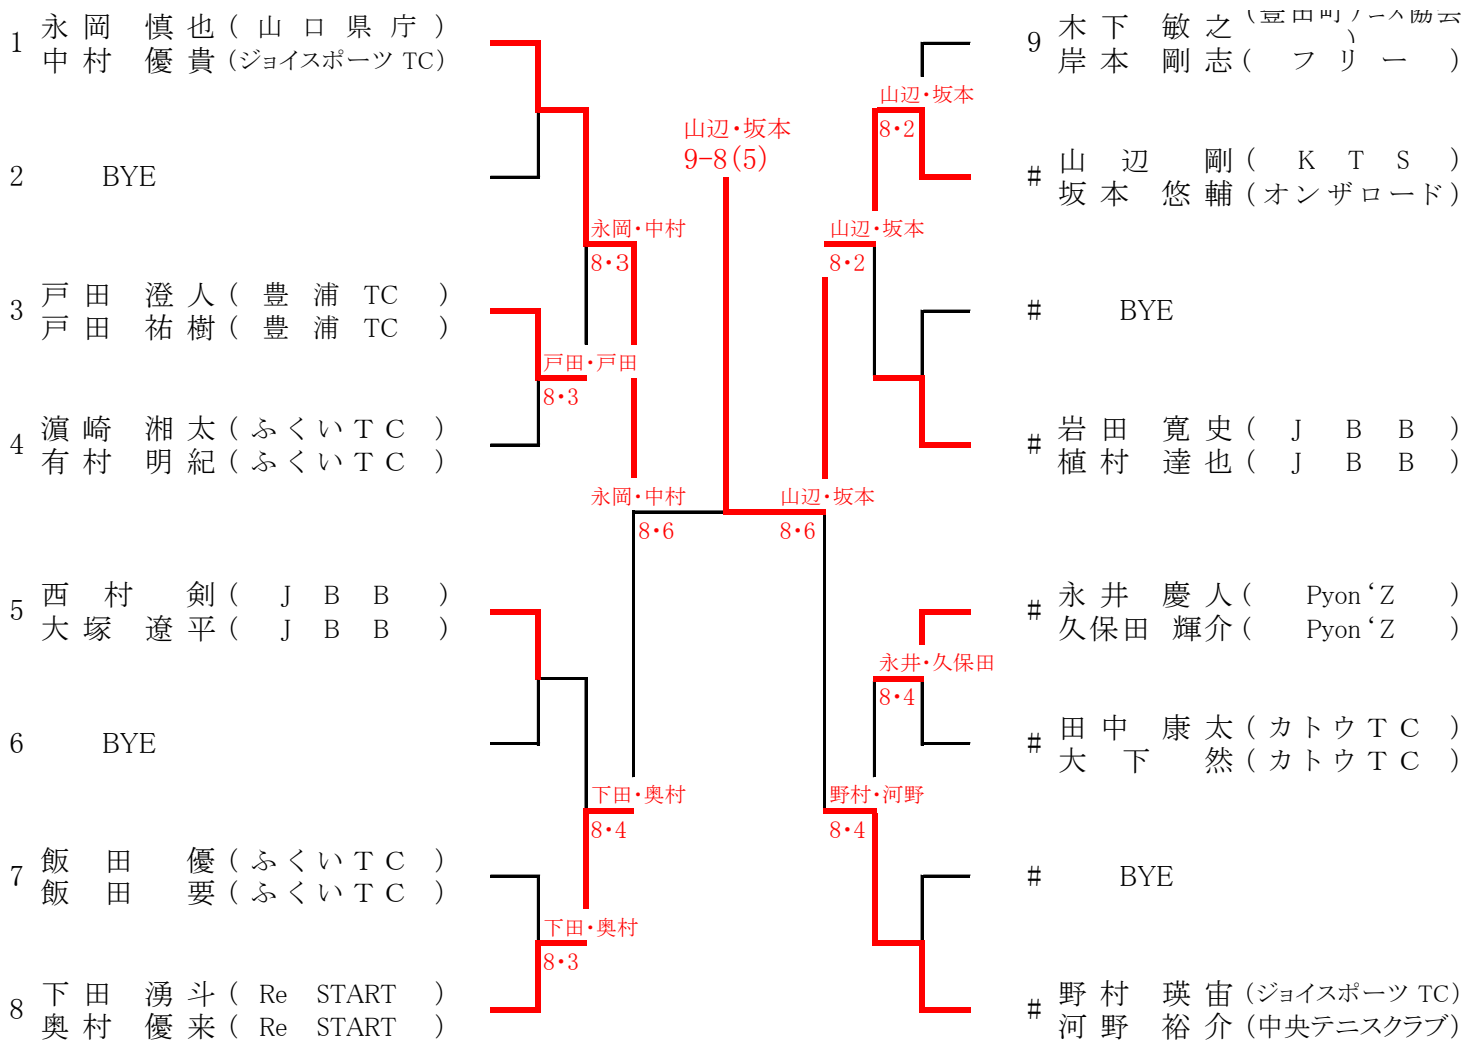 1 永岡 慎也(山口県庁)
中村 優貴(ジョイスポーツ TC)
2 BYE
永岡・中村
8・3
3 戸田 澄人(豊浦 TC)
戸田 祐樹(豊浦 TC)
戸田・戸田
8・3
4 濵崎 湘太(ふくいTC)
有村 明紀(ふくいTC)
永岡・中村
8・6
5 西村 剣(JBB)
大塚 遼平(JBB)
6 BYE
下田・奥村
8・4
7 飯田 優(ふくいTC)
飯田 要(ふくいTC)
下田・奥村
8・3
8 下田 湧斗(Re START)
奥村 優来(Re START)
山辺・坂本
9-8(5)
9 木下 敏之(豊田町テニス協会)
岸本 剛志(フリー)
山辺・坂本
8・2
# 山辺 剛(KTS)
坂本 悠輔(オンザロード)
山辺・坂本
8・2
# BYE
# 岩田 寛史(JBB)
植村 達也(JBB)
山辺・坂本
8・6
# 永井 慶人(Pyon‘Z)
久保田 輝介(Pyon‘Z)
永井・久保田
8・4
# 田中 康太(カトウTC)
大下 然(カトウTC)
野村・河野
8・4
# BYE
# 野村 瑛宙(ジョイスポーツ TC)
河野 裕介(中央テニスクラブ)